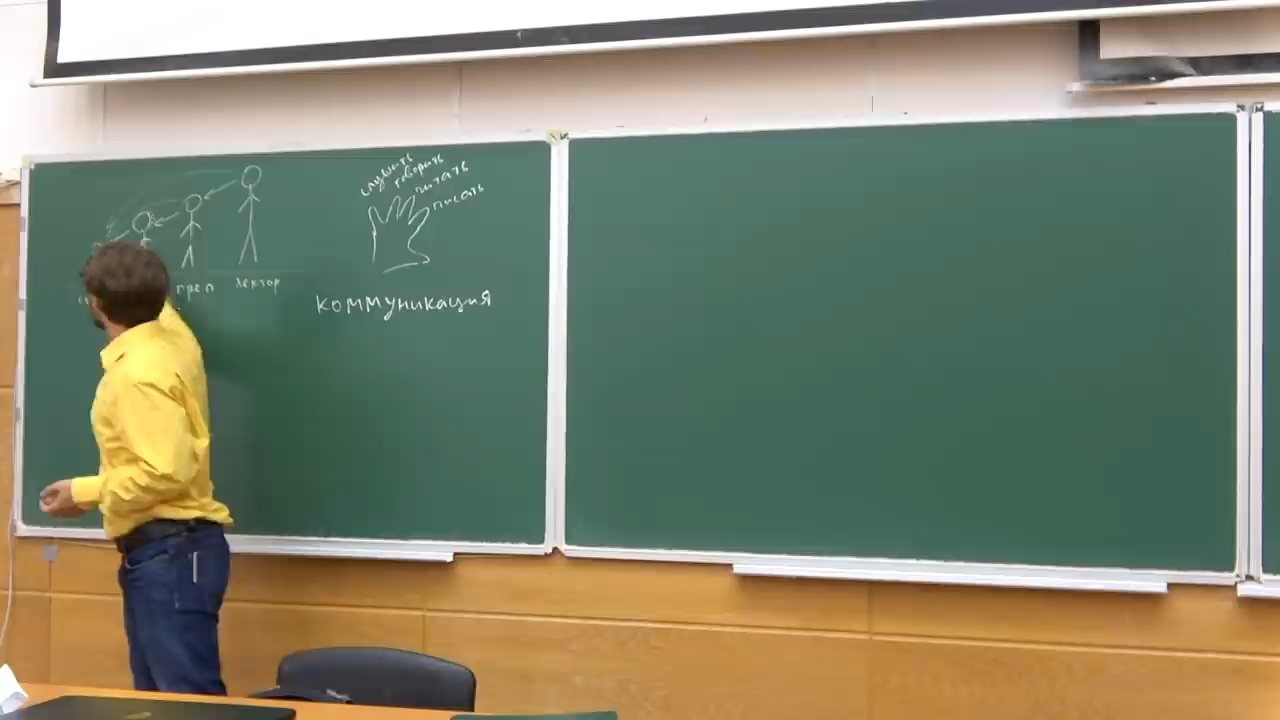 слушать
говорить
читать
писать
преп лектор
коммуникация